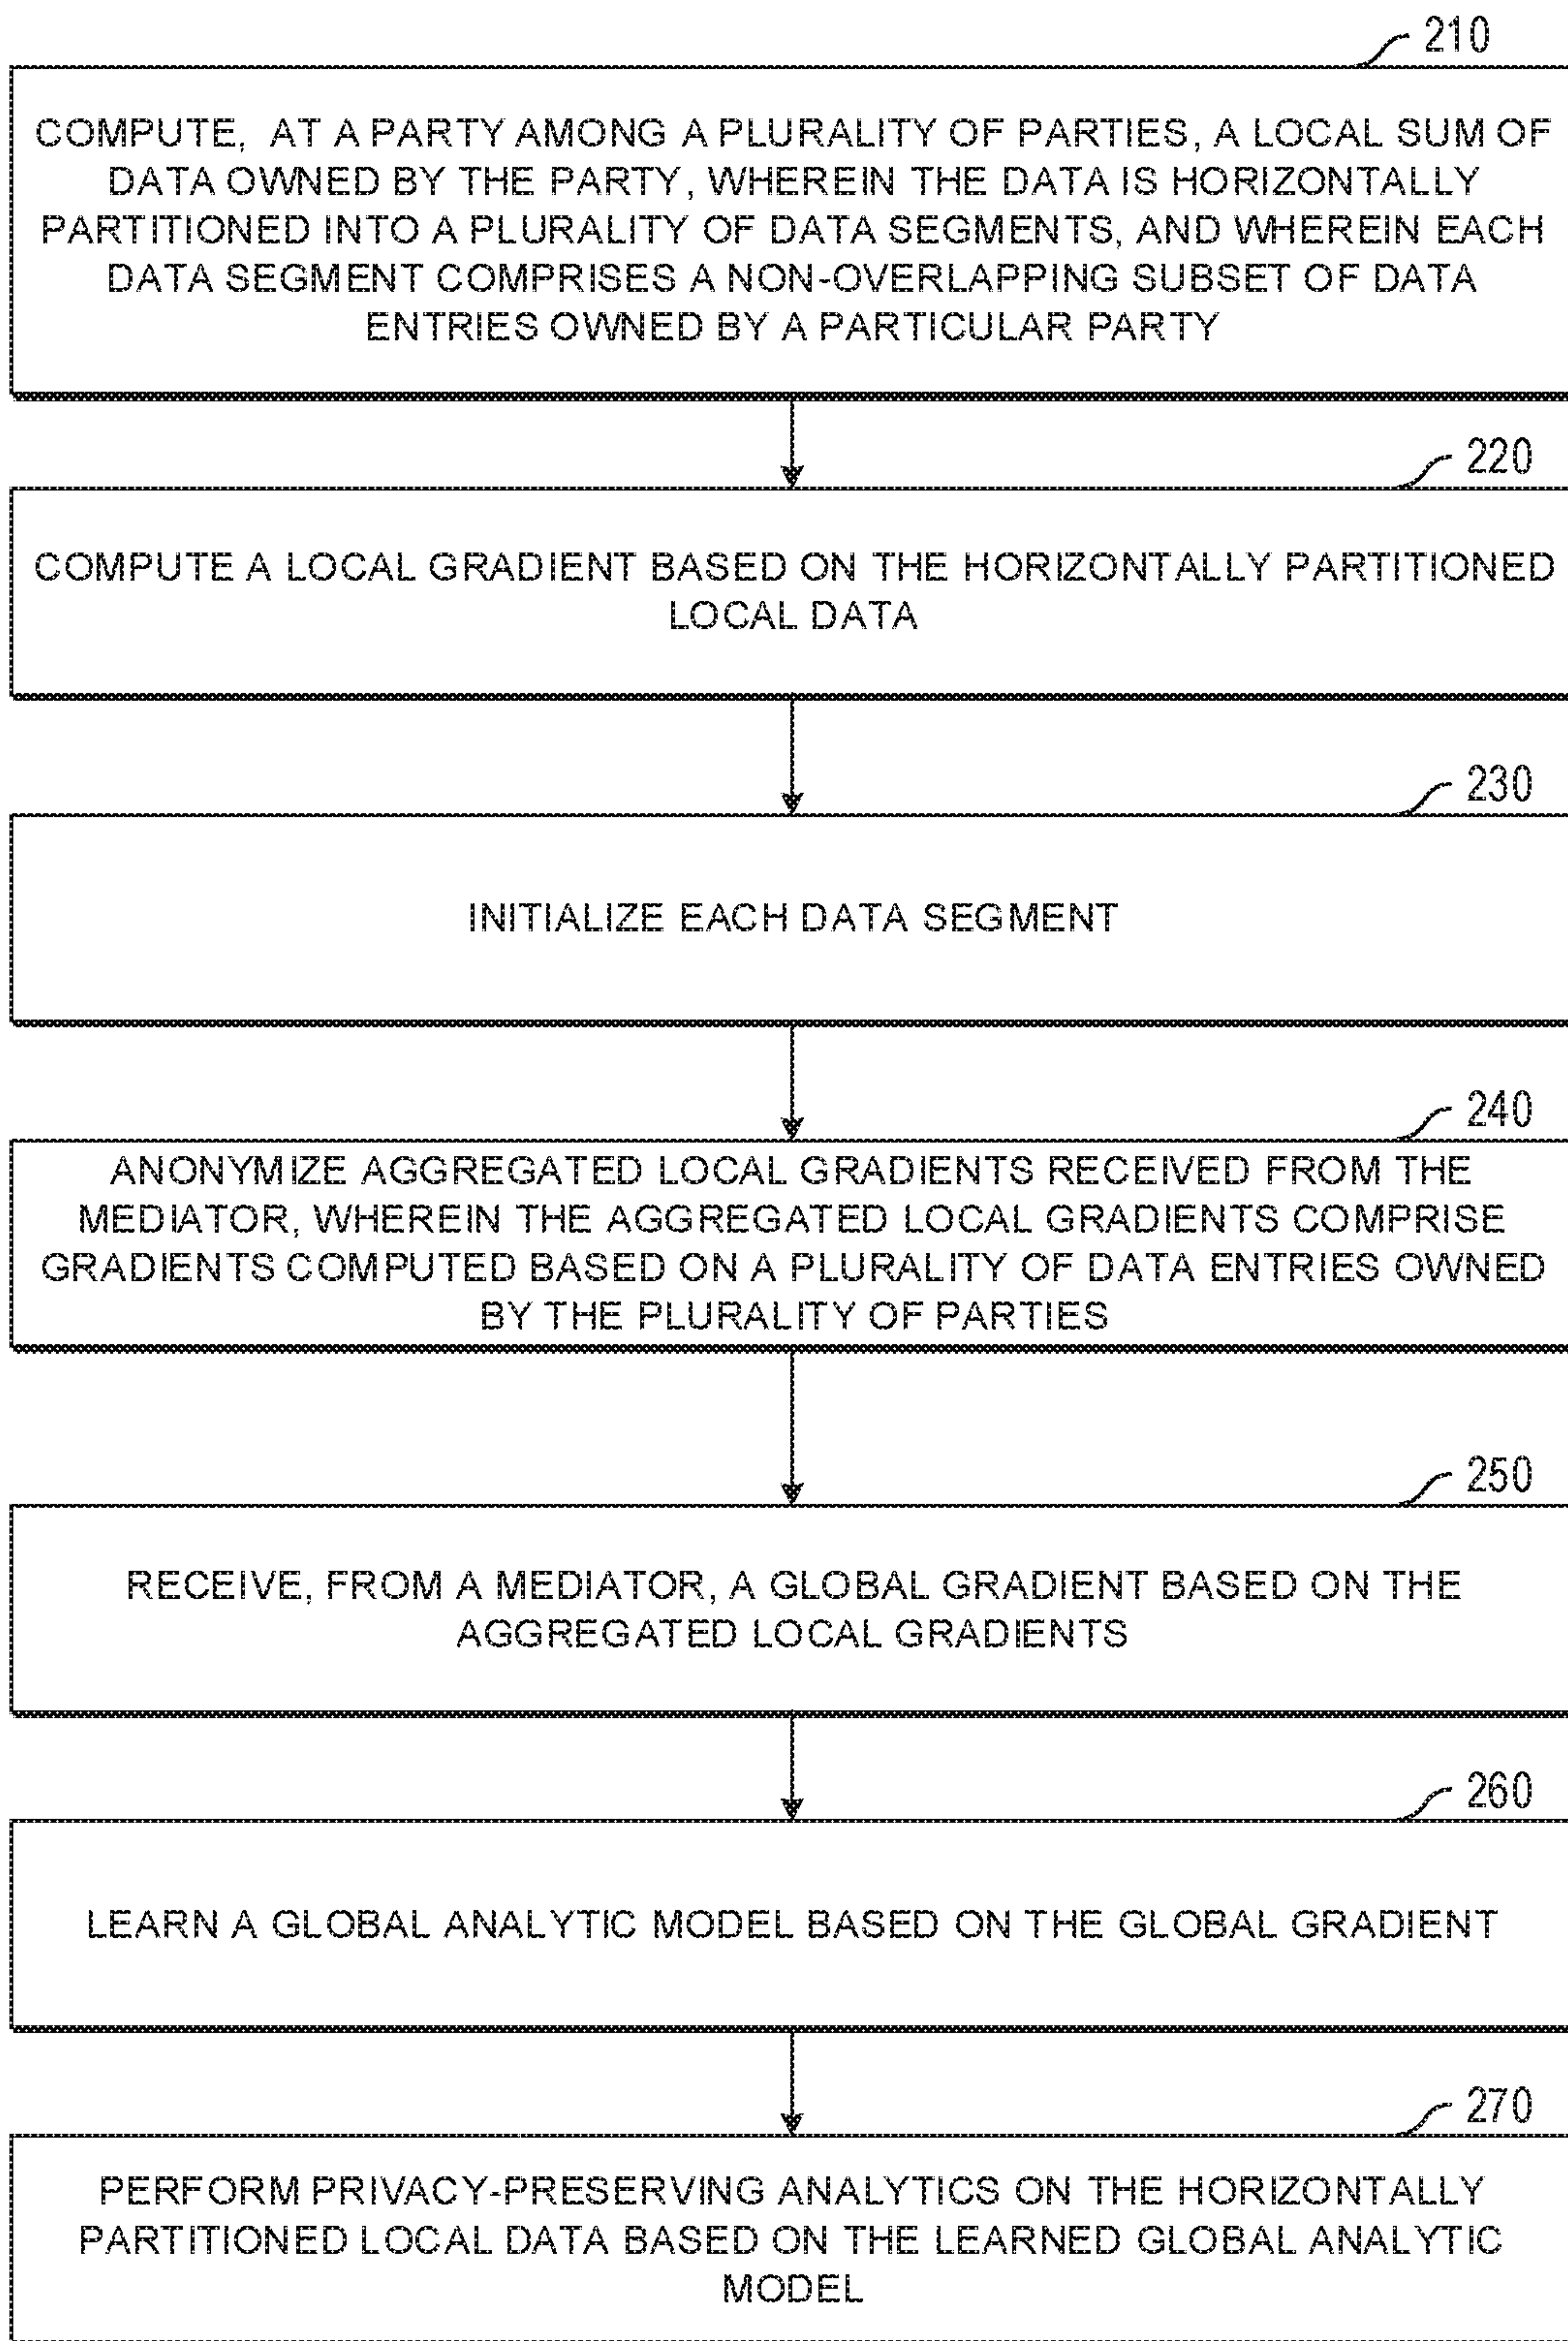 210
COMPUTE, AT A PARTY AMONG A PLURALITY OF PARTIES, A LOCAL SUM OF
DATA OWNED BY THE PARTY, WHEREIN THE DATA IS HORIZONTALLY
PARTITIONED INTO A PLURALITY OF DATA SEGMENTS, AND WHEREIN EACH
DATA SEGMENT COMPRISES A NON-OVERLAPPING SUBSET OF DATA
ENTRIES OWNED BY A PARTICULAR PARTY
220
COMPUTE A LOCAL GRADIENT BASED ON THE HORIZONTALLY PARTITIONED
LOCAL DATA
230
INITIALIZE EACH DATA SEGMENT
240
ANONYMIZE AGGREGATED LOCAL GRADIENTS RECEIVED FROM THE
MEDIATOR, WHEREIN THE AGGREGATED LOCAL GRADIENTS COMPRISE
GRADIENTS COMPUTED BASED ON A PLURALITY OF DATA ENTRIES OWNED
BY THE PLURALITY OF PARTIES
250
RECEIVE, FROM A MEDIATOR, A GLOBAL GRADIENT BASED ON THE
AGGREGATED LOCAL GRADIENTS
260
LEARN A GLOBAL ANALYTIC MODEL BASED ON THE GLOBAL GRADIENT
270
PERFORM PRIVACY-PRESERVING ANALYTICS ON THE HORIZONTALLY
PARTITIONED LOCAL DATA BASED ON THE LEARNED GLOBAL ANALYTIC
MODEL